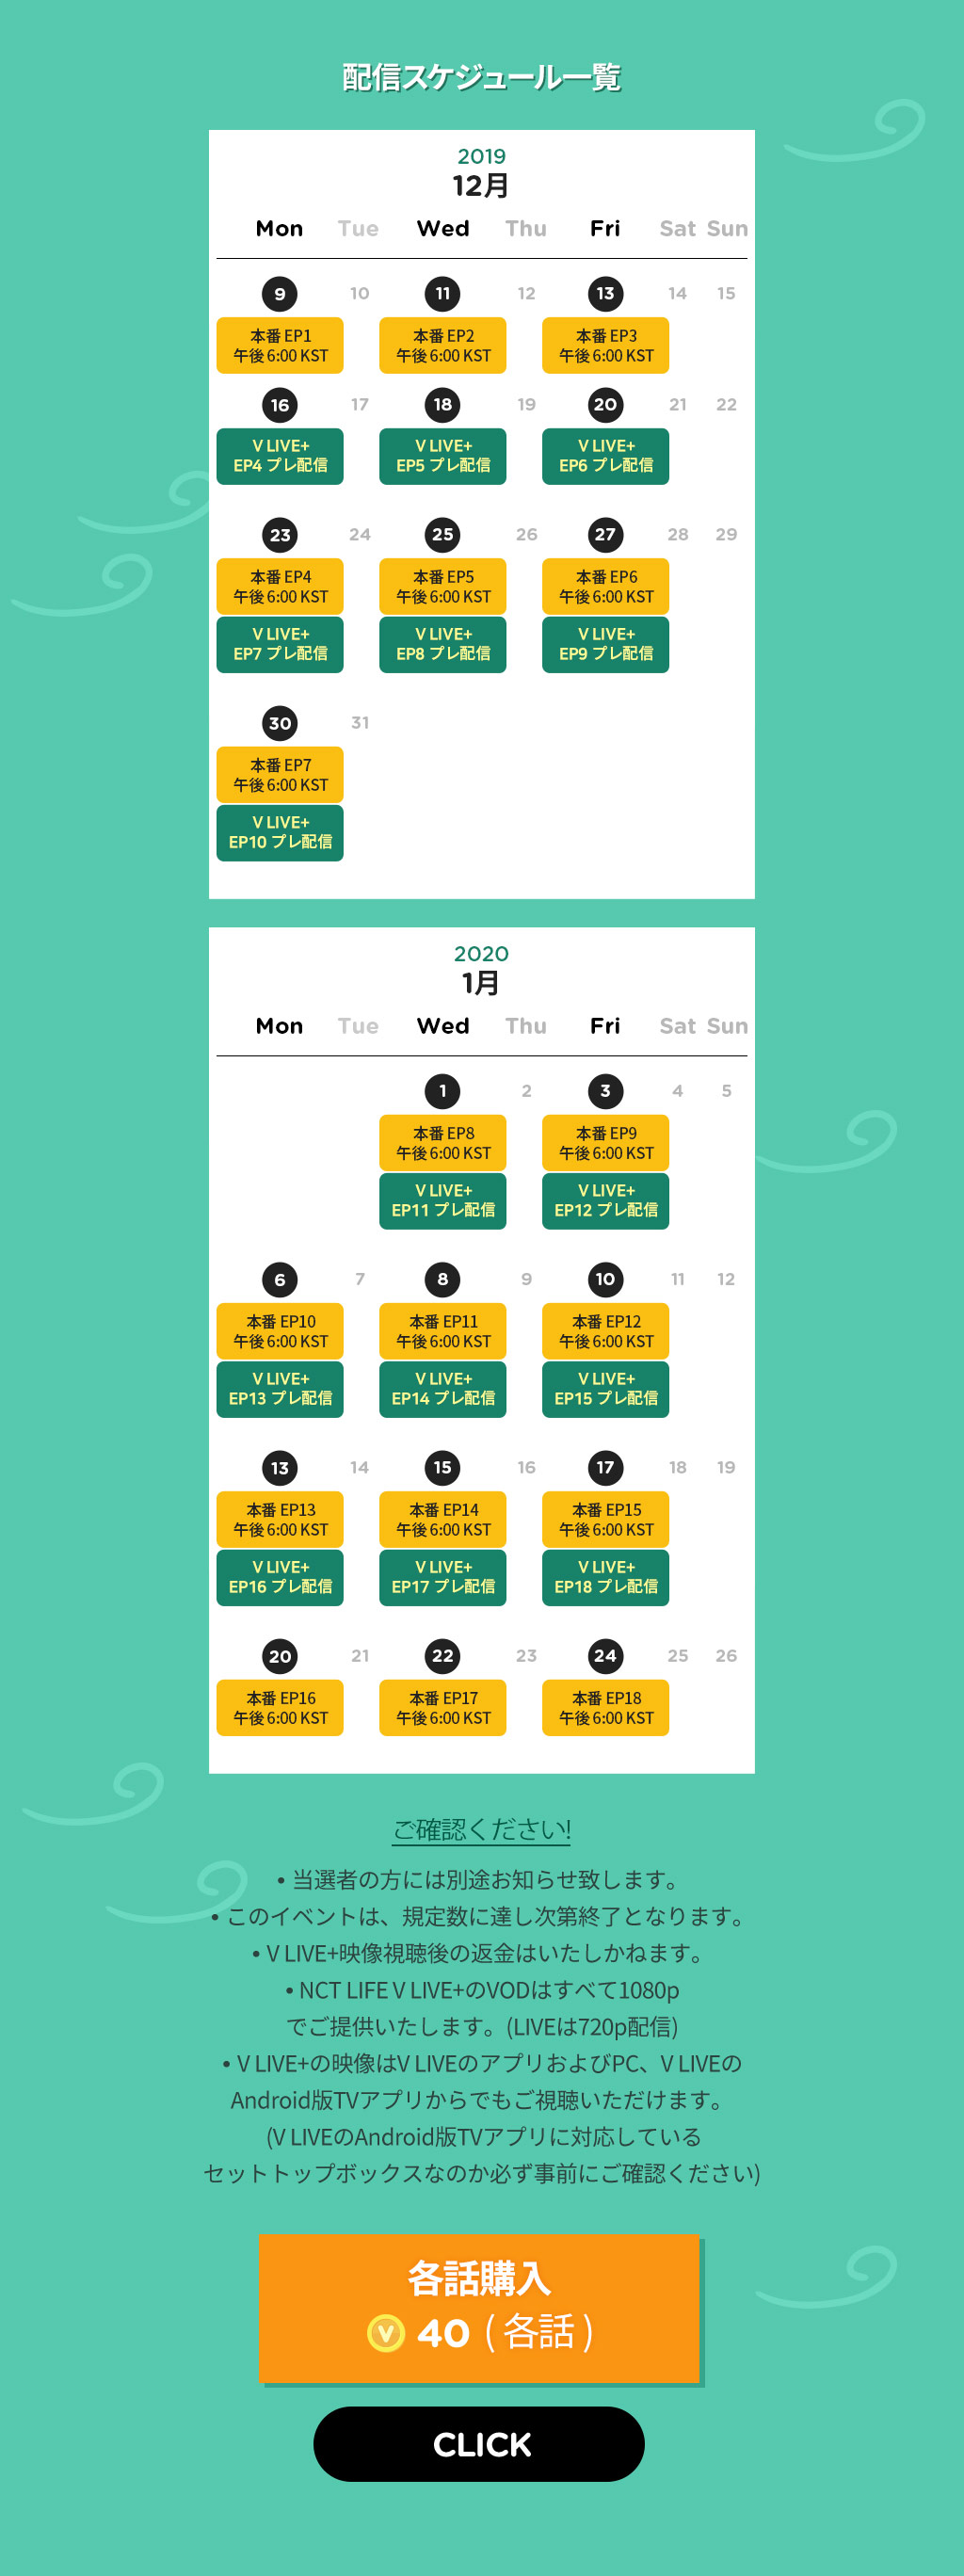 配信スケジュール一覧
2019
12月
Mon Tue Wed Thu Fri Sat Sun
9 10 11 12 13 14 15
本番 EP1 本番 EP2 本番 EP3
午後 6:00 KST 午後 6:00 KST 午後 6:00 KST
16 17 18 19 20 21 22
V LIVE+ V LIVE+ V LIVE+
EP4 プレ配信 EP5 プレ配信 EP6 プレ配信
23 24 25 26 27 28 29
本番 EP4 本番 EP5 本番 EP6
午後 6:00 KST 午後 6:00 KST 午後 6:00 KST
V LIVE+ V LIVE+ V LIVE+
EP7 プレ配信 EP8 プレ配信 EP9 プレ配信
30 31
本番 EP7
午後 6:00 KST
V LIVE+
EP10 プレ配信
2020
1月
Mon Tue Wed Thu Fri Sat Sun
1 2 3 4 5
本番 EP8 本番 EP9
午後 6:00 KST 午後 6:00 KST
V LIVE+ V LIVE+
EP11 プレ配信 EP12 プレ配信
6 7 8 9 10 11 12
本番 EP10 本番 EP11 本番 EP12
午後 6:00 KST 午後 6:00 KST 午後 6:00 KST
V LIVE+ V LIVE+ V LIVE+
EP13 プレ配信 EP14 プレ配信 EP15 プレ配信
13 14 15 16 17 18 19
本番 EP13 本番 EP14 本番 EP15
午後 6:00 KST 午後 6:00 KST 午後 6:00 KST
V LIVE+ V LIVE+ V LIVE+
EP16 プレ配信 EP17 プレ配信 EP18 プレ配信
20 21 22 23 24 25 26
本番 EP16 本番 EP17 本番 EP18
午後 6:00 KST 午後 6:00 KST 午後 6:00 KST
ご確認ください!
• 当選者の方には別途お知らせ致します。
• このイベントは、規定数に達し次第終了となります。
• V LIVE+映像視聴後の返金はいたしかねます。
• NCT LIFE V LIVE+のVODはすべて1080p
でご提供いたします。(LIVEは720p配信)
• V LIVE+の映像はV LIVEのアプリおよびPC、V LIVEの
Android版TVアプリからでもご視聴いただけます。
(V LIVEのAndroid版TVアプリに対応している
セットトップボックスなのか必ず事前にご確認ください)
各話購入
V 40 ( 各話 )
CLICK